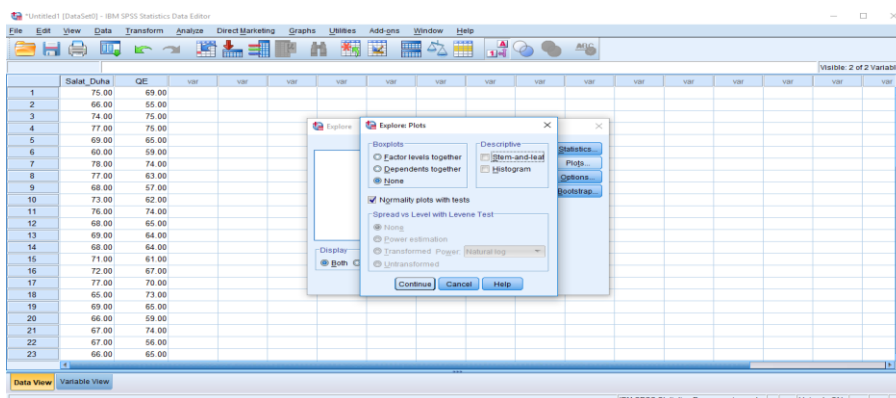 *Untitled1 [DataSet0] - IBM SPSS Statistics Data Editor
File Edit View Data Transform Analyze Direct Marketing Graphs Utilities Add-ons Window Help
Visible: 2 of 2 Variabl
Salat_Duha QE var var var var var var var var var var var var var
1 75.00 69.00
2 66.00 55.00
3 74.00 75.00
4 77.00 75.00
5 69.00 65.00
6 60.00 59.00
7 78.00 74.00
8 77.00 63.00
9 68.00 57.00
10 73.00 62.00
11 76.00 74.00
12 68.00 65.00
13 69.00 64.00
14 68.00 64.00
15 71.00 61.00
16 72.00 67.00
17 77.00 70.00
18 65.00 73.00
19 69.00 65.00
20 66.00 59.00
21 67.00 74.00
22 67.00 56.00
23 66.00 65.00
Explore
Display
Both
Statistics...
Plots...
Options...
Bootstrap...
Explore: Plots
Boxplots
Factor levels together
Dependents together
None
Descriptive
Stem-and-leaf
Histogram
Normality plots with tests
Spread vs Level with Levene Test
None
Power estimation
Transformed Power: Natural log
Untransformed
Continue Cancel Help
Data View Variable View